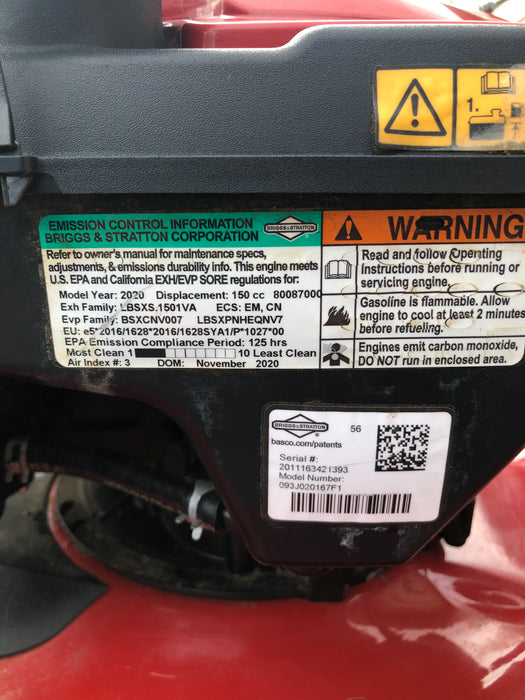 1.
EMISSION CONTROL INFORMATION
BRIGGS & STRATTON CORPORATION
BRIGGS & STRATTON
Refer to owner's manual for maintenance specs,
adjustments, & emissions durability info. This engine meets
U.S. EPA and California EXH/EVP SORE regulations for:
Model Year: 2020 Displacement: 150 cc 80087000
Exh Family: LBSXS.1501VA ECS: EM, CN
Evp Family: BSXCNV007 LBSXPNHEQNV7
EU: e5*2016/1628*2016/1628SYA1/P*1027*00
EPA Emission Compliance Period: 125 hrs
Most Clean 1 10 Least Clean
Air Index #: 3 DOM: November 2020
WARNING
Read and follow Operating
Instructions before running or
servicing engine.
Gasoline is flammable. Allow
engine to cool at least 2 minutes
before refueling.
Engines emit carbon monoxide,
DO NOT run in enclosed area.
BRIGGS & STRATTON
56
basco.com/patents
Serial #:
2011163421393
Model Number:
093J020167F1